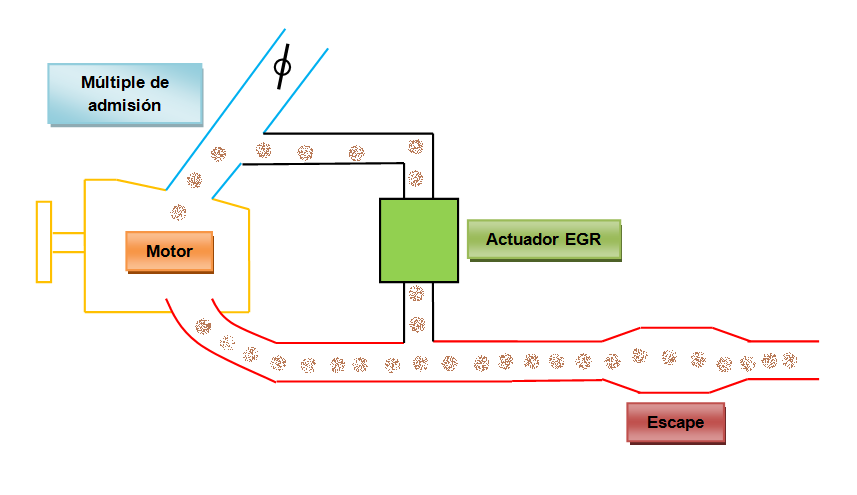 Múltiple de
admisión
Motor
Actuador EGR
Escape